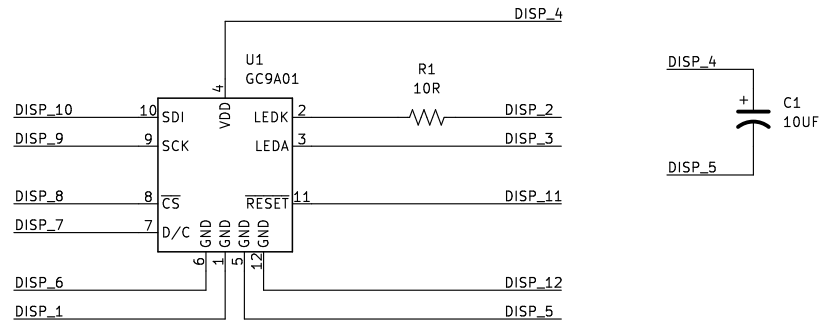 DISP_4
U1
GC9A01
4
VDD
DISP_10 10 SDI
DISP_9 9 SCK
DISP_8 8 CS
DISP_7 7 D/C
LEDK 2 R1 10R DISP_2
LEDA 3 DISP_3
RESET 11 DISP_11
GND GND GND GND
6 1 5 12
DISP_6 DISP_12
DISP_1 DISP_5
DISP_4
+ C1
10UF
DISP_5